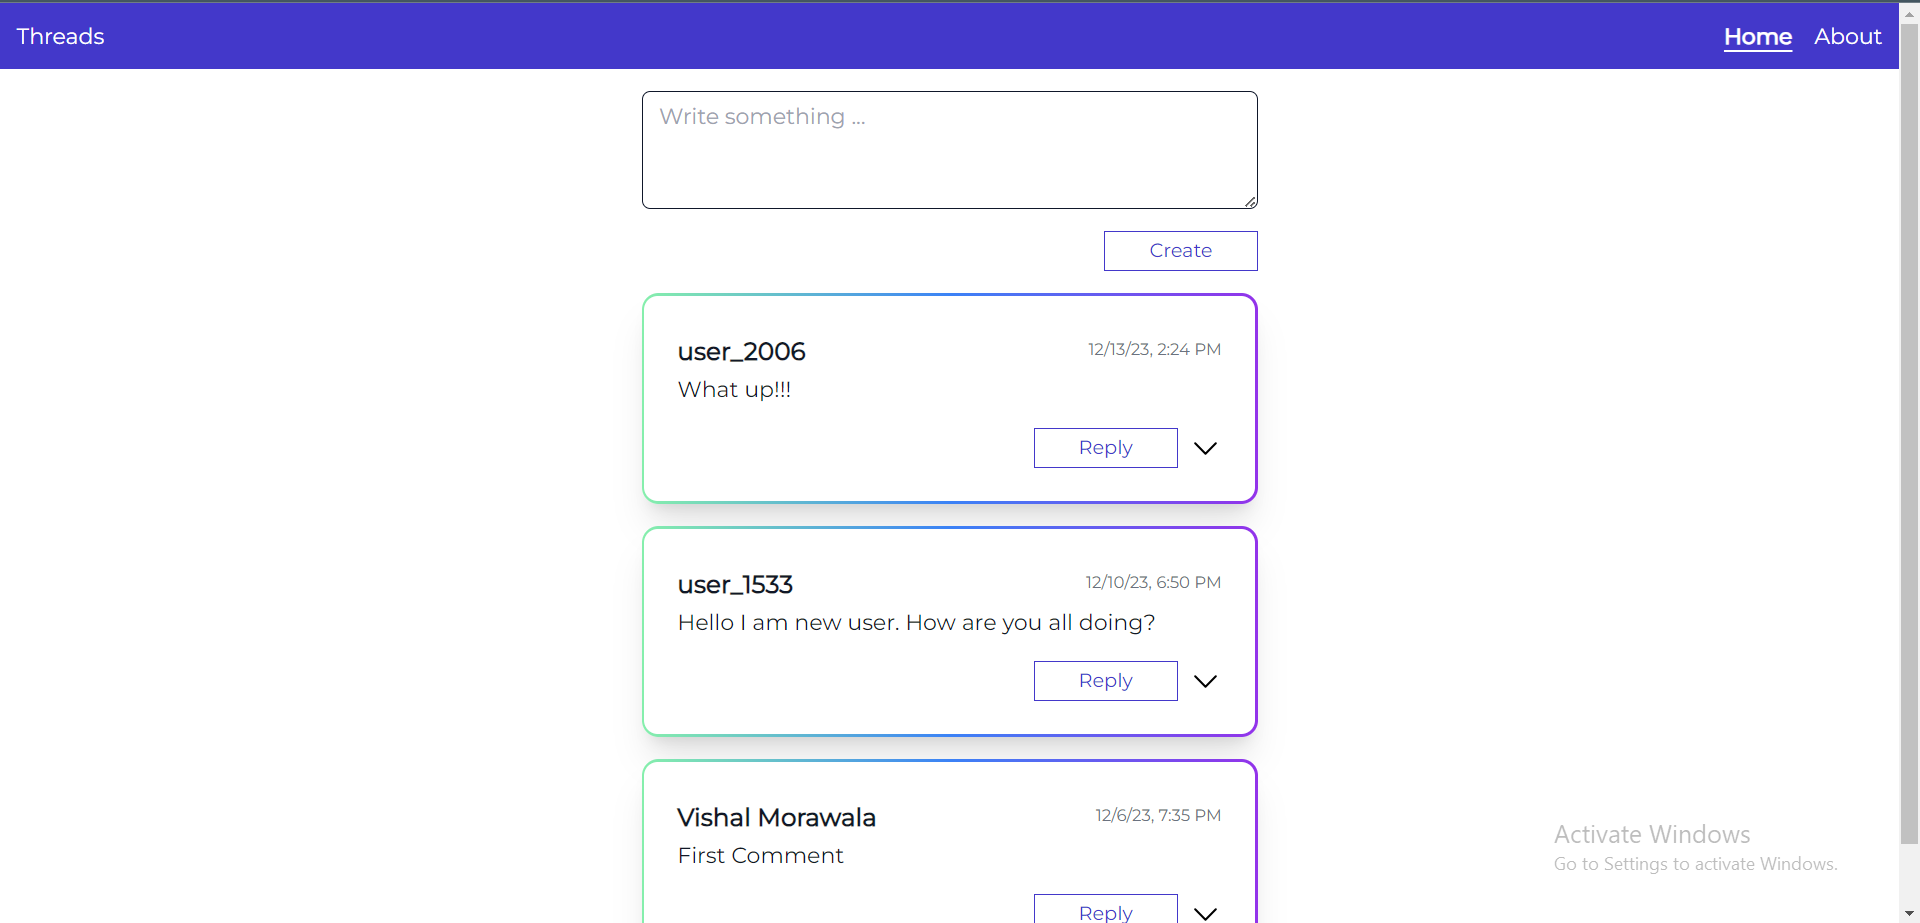 Threads
Home About
Write something ...
Create
user_2006 12/13/23, 2:24 PM
What up!!!
Reply
user_1533 12/10/23, 6:50 PM
Hello I am new user. How are you all doing?
Reply
Vishal Morawala 12/6/23, 7:35 PM
First Comment
Reply
Activate Windows
Go to Settings to activate Windows.